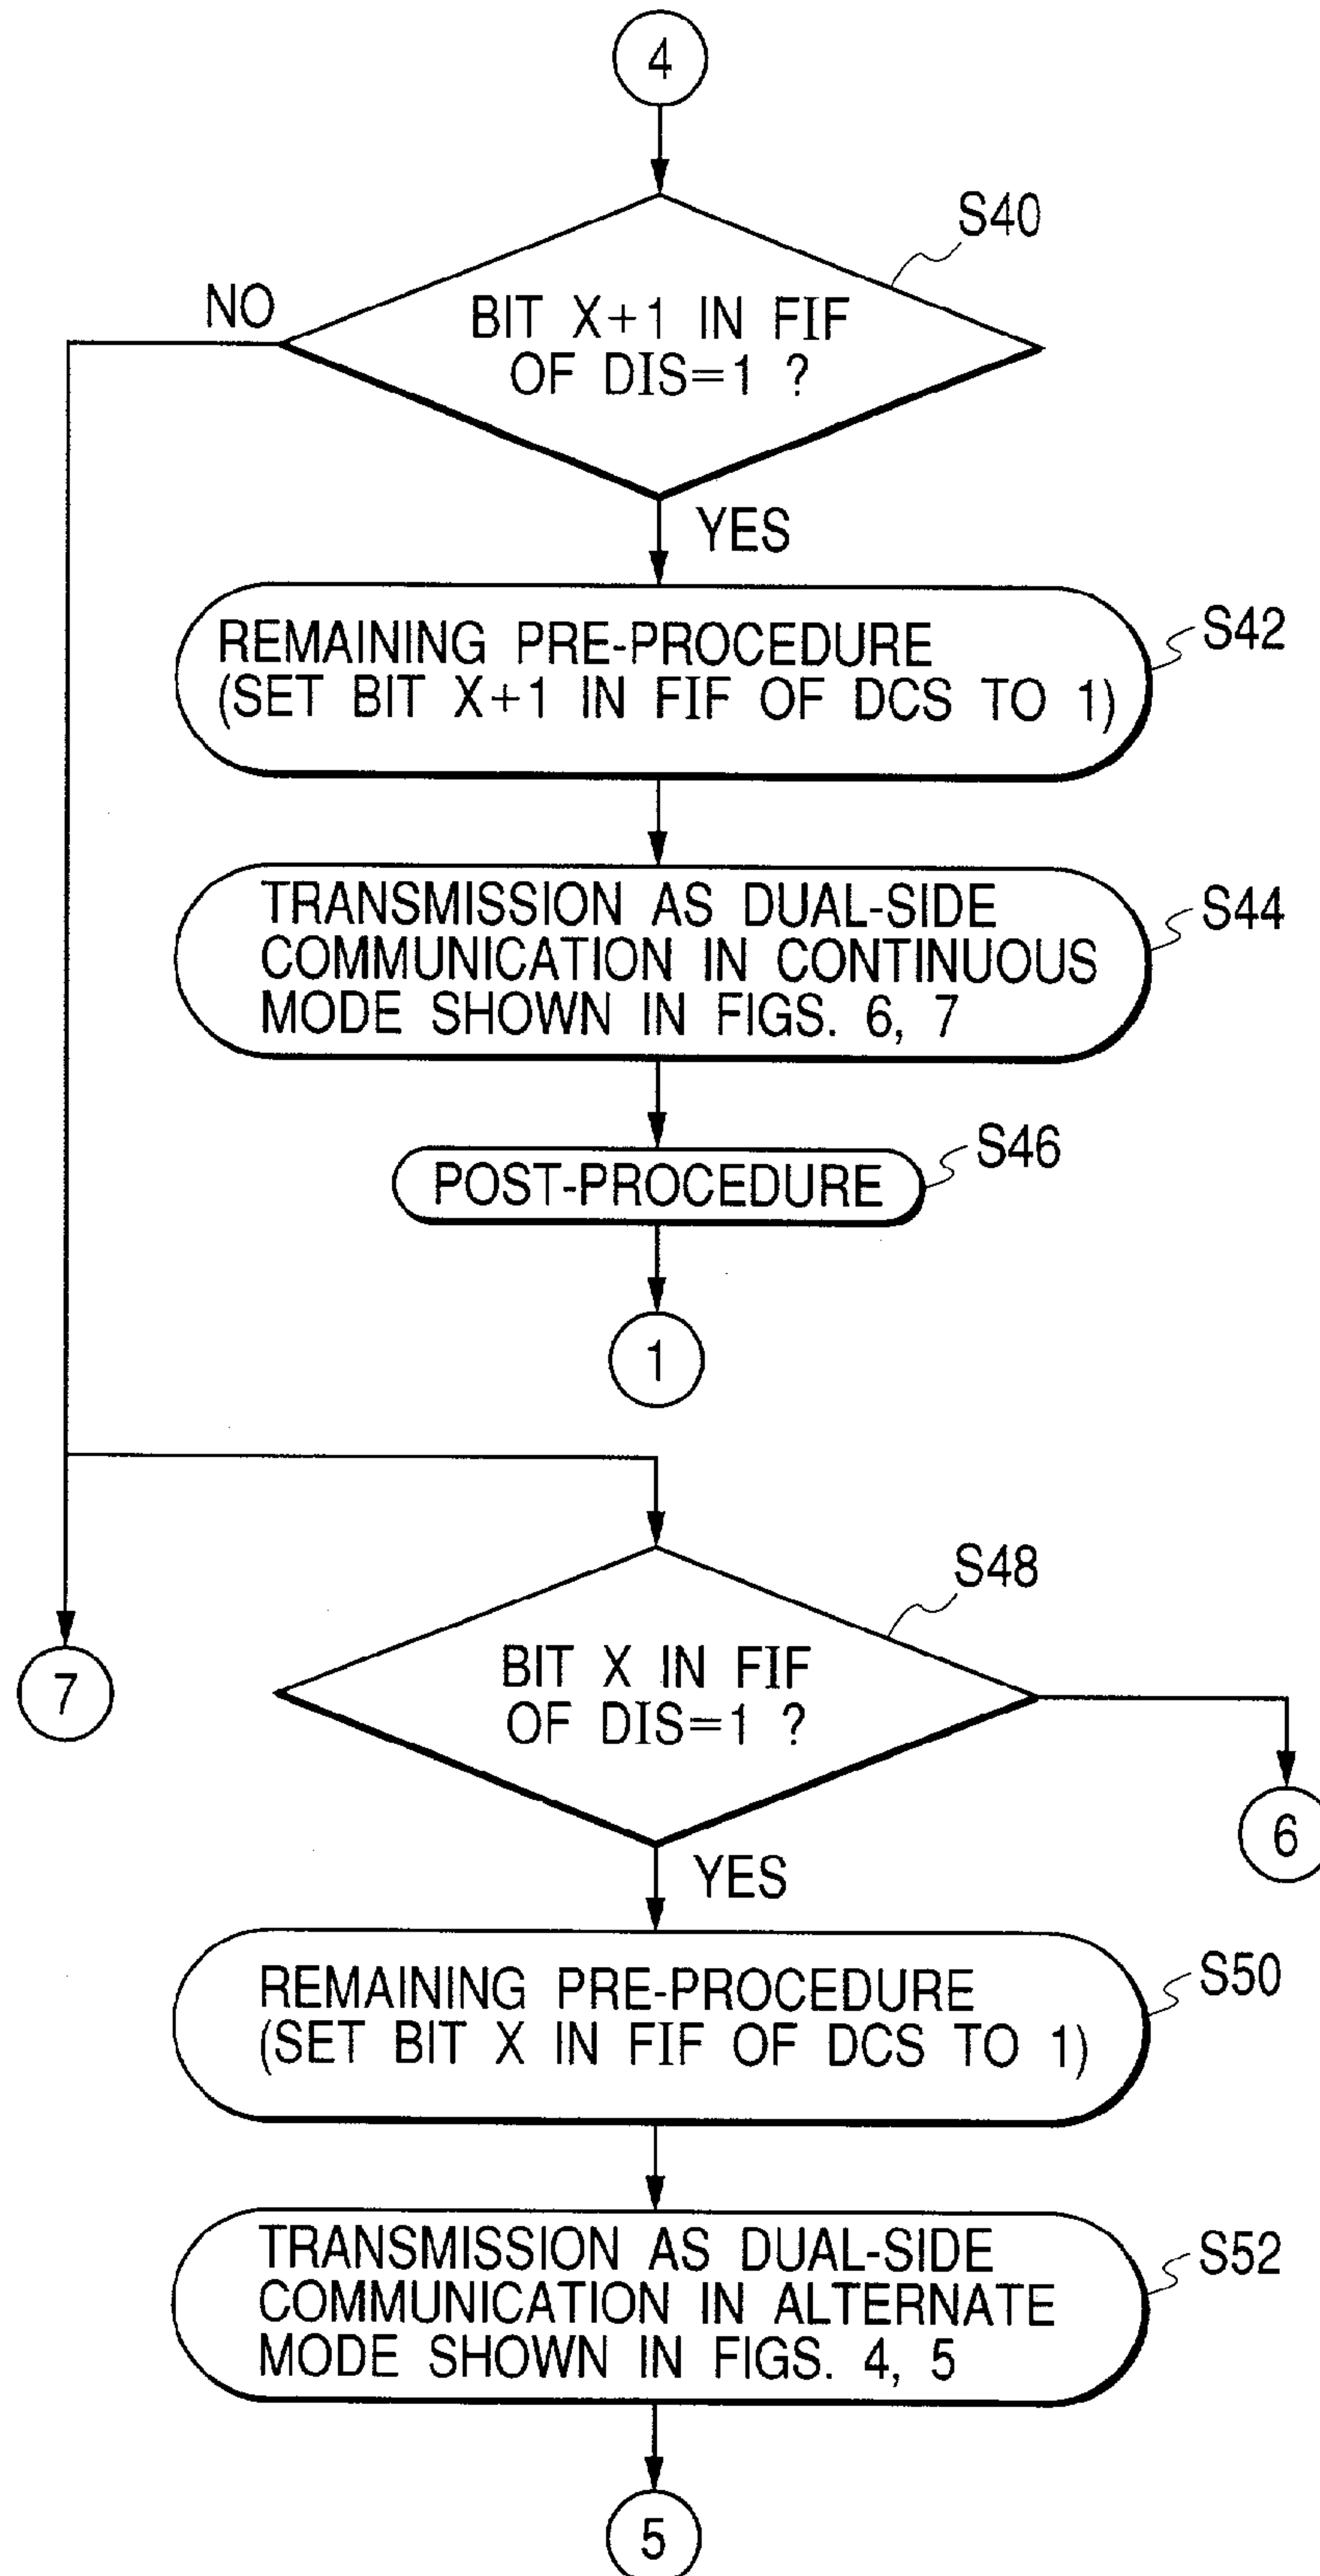 4
S40
NO
BIT X+1 IN FIF
OF DIS=1 ?
YES
S42
REMAINING PRE-PROCEDURE
(SET BIT X+1 IN FIF OF DCS TO 1)
S44
TRANSMISSION AS DUAL-SIDE
COMMUNICATION IN CONTINUOUS
MODE SHOWN IN FIGS. 6, 7
S46
POST-PROCEDURE
1
S48
BIT X IN FIF
OF DIS=1 ?
7
6
YES
S50
REMAINING PRE-PROCEDURE
(SET BIT X IN FIF OF DCS TO 1)
S52
TRANSMISSION AS DUAL-SIDE
COMMUNICATION IN ALTERNATE
MODE SHOWN IN FIGS. 4, 5
5